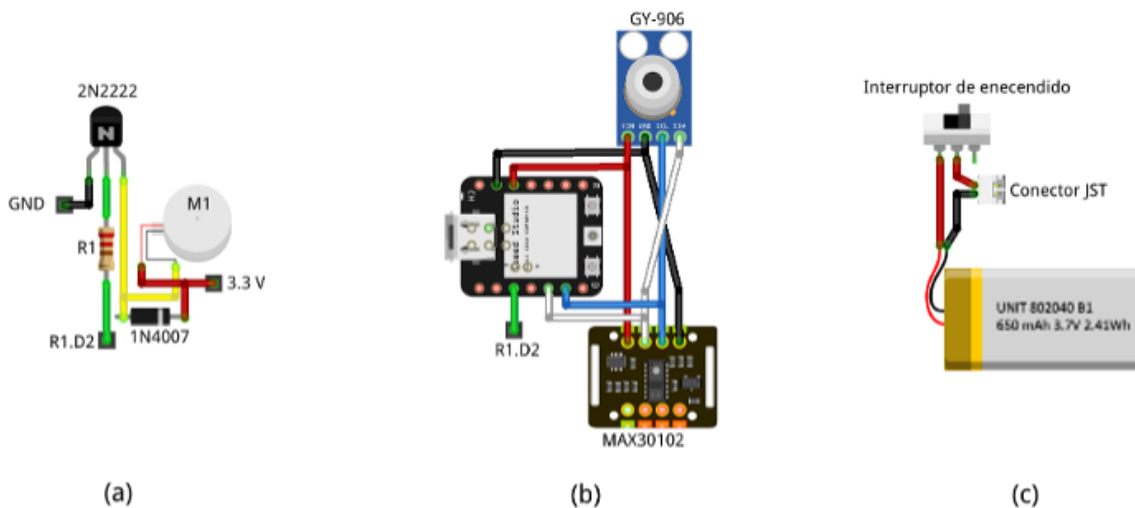 GY-906
2N2222
N
GND
M1
R1
3.3 V
1N4007
R1.D2
R1.D2
MAX30102
Interruptor de enecendido
Conector JST
UNIT 802040 B1
650 mAh 3.7V 2.41Wh
(a)
(b)
(c)